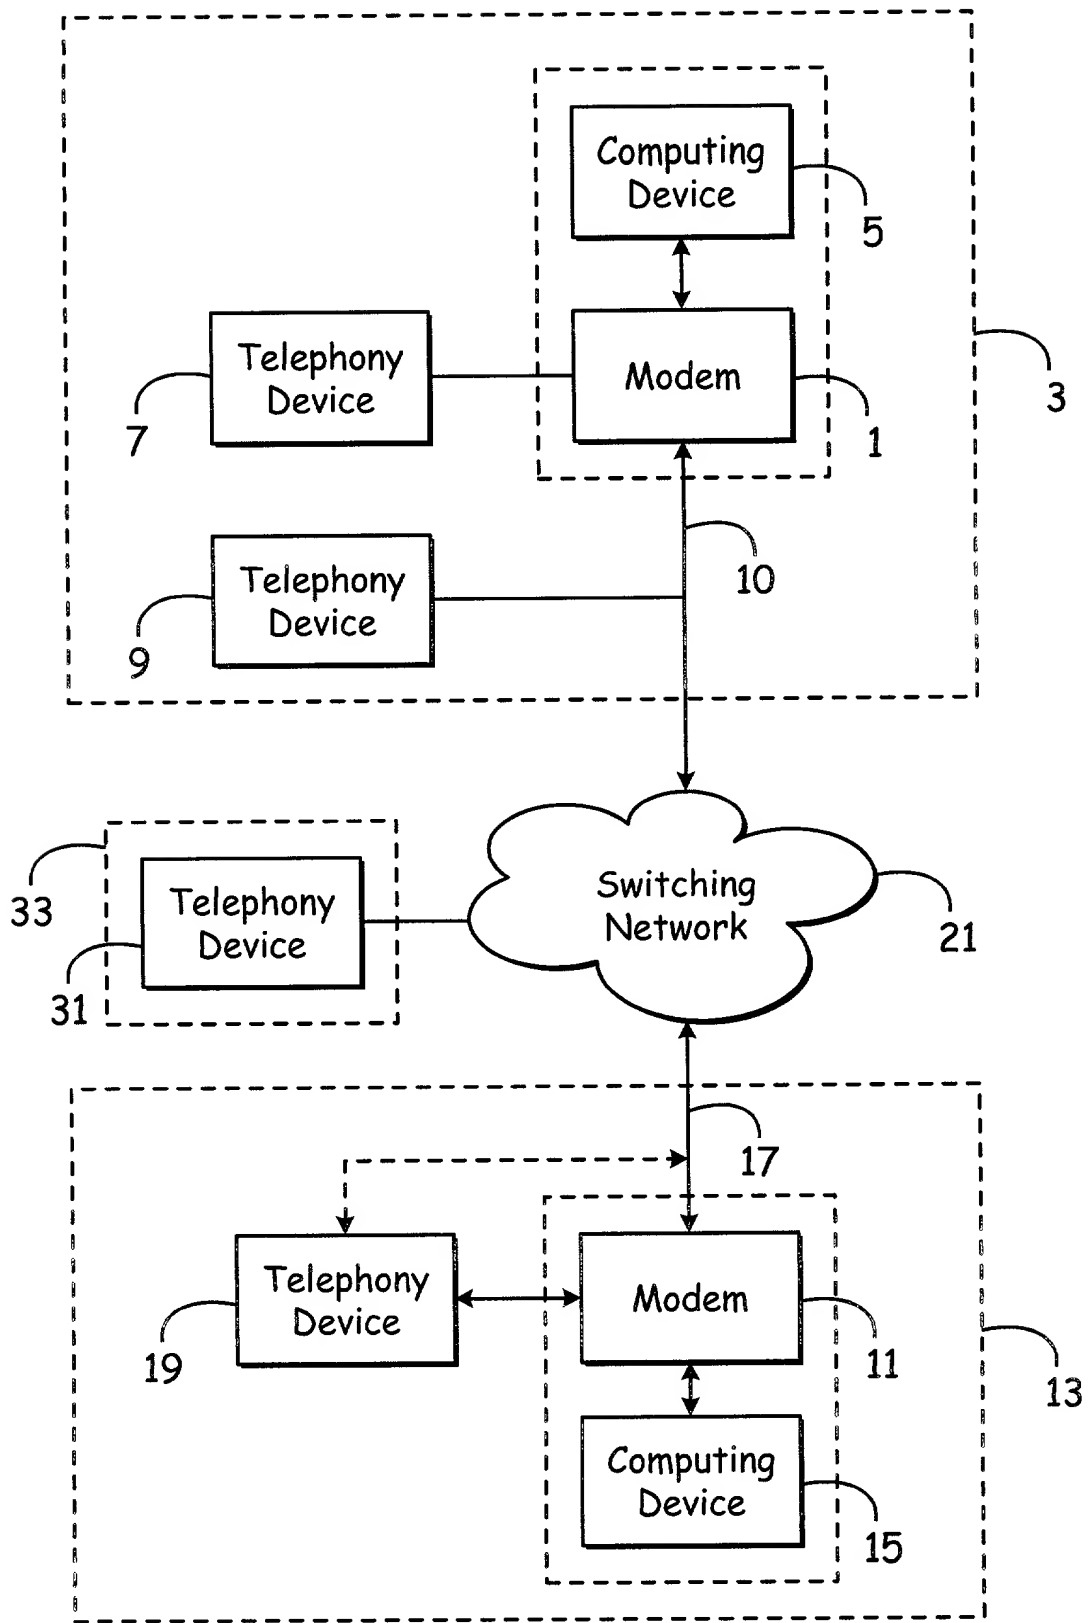 Computing
Device
5
Telephony
Device
7
Modem
1
3
10
Telephony
Device
9
33
Telephony
Device
31
Switching
Network
21
17
Telephony
Device
19
Modem
11
13
Computing
Device
15